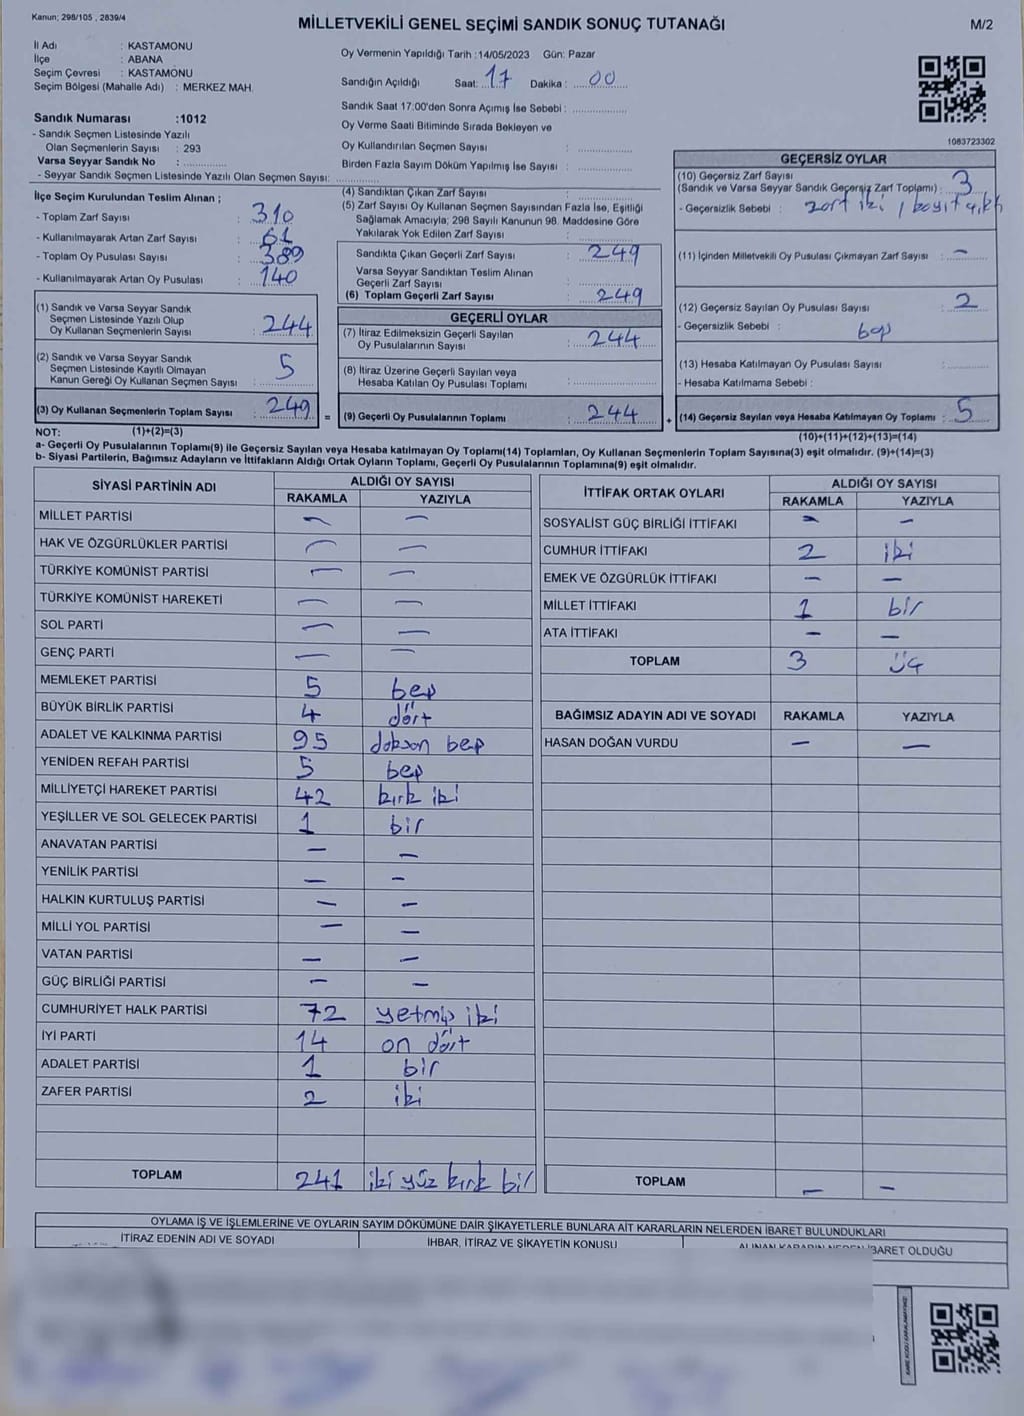 Kanun; 298/105 , 2839/4
MİLLETVEKİLİ GENEL SEÇİMİ SANDIK SONUÇ TUTANAĞI
M/2
İl Adı : KASTAMONU
İlçe : ABANA
Seçim Çevresi : KASTAMONU
Seçim Bölgesi (Mahalle Adı) : MERKEZ MAH.
Oy Vermenin Yapıldığı Tarih :14/05/2023 Gün: Pazar
Sandığın Açıldığı Saat: 17 Dakika : 00
Sandık Saat 17:00'den Sonra Açımış İse Sebebi :
Oy Verme Saati Bitiminde Sırada Bekleyen ve
Oy Kullandırılan Seçmen Sayısı :
Birden Fazla Sayım Döküm Yapılmış İse Sayısı :
1083723302
Sandık Numarası :1012
- Sandık Seçmen Listesinde Yazılı
Olan Seçmenlerin Sayısı : 293
Varsa Seyyar Sandık No :
- Seyyar Sandık Seçmen Listesinde Yazılı Olan Seçmen Sayısı:
İlçe Seçim Kurulundan Teslim Alınan ;
- Toplam Zarf Sayısı : 310
- Kullanılmayarak Artan Zarf Sayısı : 61
- Toplam Oy Pusulası Sayısı : 389
- Kullanılmayarak Artan Oy Pusulası : 140
(1) Sandık ve Varsa Seyyar Sandık
Seçmen Listesinde Yazılı Olup
Oy Kullanan Seçmenlerin Sayısı : 244
(2) Sandık ve Varsa Seyyar Sandık
Seçmen Listesinde Kayıtlı Olmayan
Kanun Gereği Oy Kullanan Seçmen Sayısı : 5
(3) Oy Kullanan Seçmenlerin Toplam Sayısı : 249
(1)+(2)=(3)
(4) Sandıktan Çıkan Zarf Sayısı :
(5) Zarf Sayısı Oy Kullanan Seçmen Sayısından Fazla İse, Eşitliği
Sağlamak Amacıyla; 298 Sayılı Kanunun 98. Maddesine Göre
Yakılarak Yok Edilen Zarf Sayısı :
Sandıkta Çıkan Geçerli Zarf Sayısı : 249
Varsa Seyyar Sandıktan Teslim Alınan
Geçerli Zarf Sayısı :
(6) Toplam Geçerli Zarf Sayısı : 249
GEÇERLİ OYLAR
(7) İtiraz Edilmeksizin Geçerli Sayılan
Oy Pusulalarının Sayısı : 244
(8) İtiraz Üzerine Geçerli Sayılan veya
Hesaba Katılan Oy Pusulası Toplamı :
= (9) Geçerli Oy Pusulalarının Toplamı : 244 +
GEÇERSİZ OYLAR
(10) Geçersiz Zarf Sayısı
(Sandık ve Varsa Seyyar Sandık Geçersiz Zarf Toplamı) : 3
- Geçersizlik Sebebi : zarf iki 1 boşıt
(11) İçinden Milletvekili Oy Pusulası Çıkmayan Zarf Sayısı : —
(12) Geçersiz Sayılan Oy Pusulası Sayısı : 2
- Geçersizlik Sebebi : boş
(13) Hesaba Katılmayan Oy Pusulası Sayısı :
- Hesaba Katılmama Sebebi :
(14) Geçersiz Sayılan veya Hesaba Katılmayan Oy Toplamı : 5
(10)+(11)+(12)+(13)=(14)
NOT:
a- Geçerli Oy Pusulalarının Toplamı(9) ile Geçersiz Sayılan veya Hesaba katılmayan Oy Toplamı(14) Toplamları, Oy Kullanan Seçmenlerin Toplam Sayısına(3) eşit olmalıdır. (9)+(14)=(3)
b- Siyasi Partilerin, Bağımsız Adayların ve İttifakların Aldığı Ortak Oyların Toplamı, Geçerli Oy Pusulalarının Toplamına(9) eşit olmalıdır.
SİYASİ PARTİNİN ADI
ALDIĞI OY SAYISI
RAKAMLA YAZIYLA
MİLLET PARTİSİ — —
HAK VE ÖZGÜRLÜKLER PARTİSİ — —
TÜRKİYE KOMÜNİST PARTİSİ — —
TÜRKİYE KOMÜNİST HAREKETİ — —
SOL PARTİ — —
GENÇ PARTİ — —
MEMLEKET PARTİSİ 5 beş
BÜYÜK BİRLİK PARTİSİ 4 dört
ADALET VE KALKINMA PARTİSİ 95 doksan beş
YENİDEN REFAH PARTİSİ 5 beş
MİLLİYETÇİ HAREKET PARTİSİ 42 kırk iki
YEŞİLLER VE SOL GELECEK PARTİSİ 1 bir
ANAVATAN PARTİSİ — —
YENİLİK PARTİSİ — —
HALKIN KURTULUŞ PARTİSİ — —
MİLLİ YOL PARTİSİ — —
VATAN PARTİSİ — —
GÜÇ BİRLİĞİ PARTİSİ — —
CUMHURİYET HALK PARTİSİ 72 yetmiş iki
İYİ PARTİ 14 on dört
ADALET PARTİSİ 1 bir
ZAFER PARTİSİ 2 iki
TOPLAM 241 iki yüz kırk bir
İTTİFAK ORTAK OYLARI
ALDIĞI OY SAYISI
RAKAMLA YAZIYLA
SOSYALİST GÜÇ BİRLİĞİ İTTİFAKI — —
CUMHUR İTTİFAKI 2 iki
EMEK VE ÖZGÜRLÜK İTTİFAKI — —
MİLLET İTTİFAKI 1 bir
ATA İTTİFAKI — —
TOPLAM 3 üç
BAĞIMSIZ ADAYIN ADI VE SOYADI RAKAMLA YAZIYLA
HASAN DOĞAN VURDU — —
TOPLAM — —
OYLAMA İŞ VE İŞLEMLERİNE VE OYLARIN SAYIM DÖKÜMÜNE DAİR ŞİKAYETLERLE BUNLARA AİT KARARLARIN NELERDEN İBARET BULUNDUKLARI
İTİRAZ EDENİN ADI VE SOYADI
İHBAR, İTİRAZ VE ŞİKAYETİN KONUSU
ALINAN KARARIN NEDEN İBARET OLDUĞU